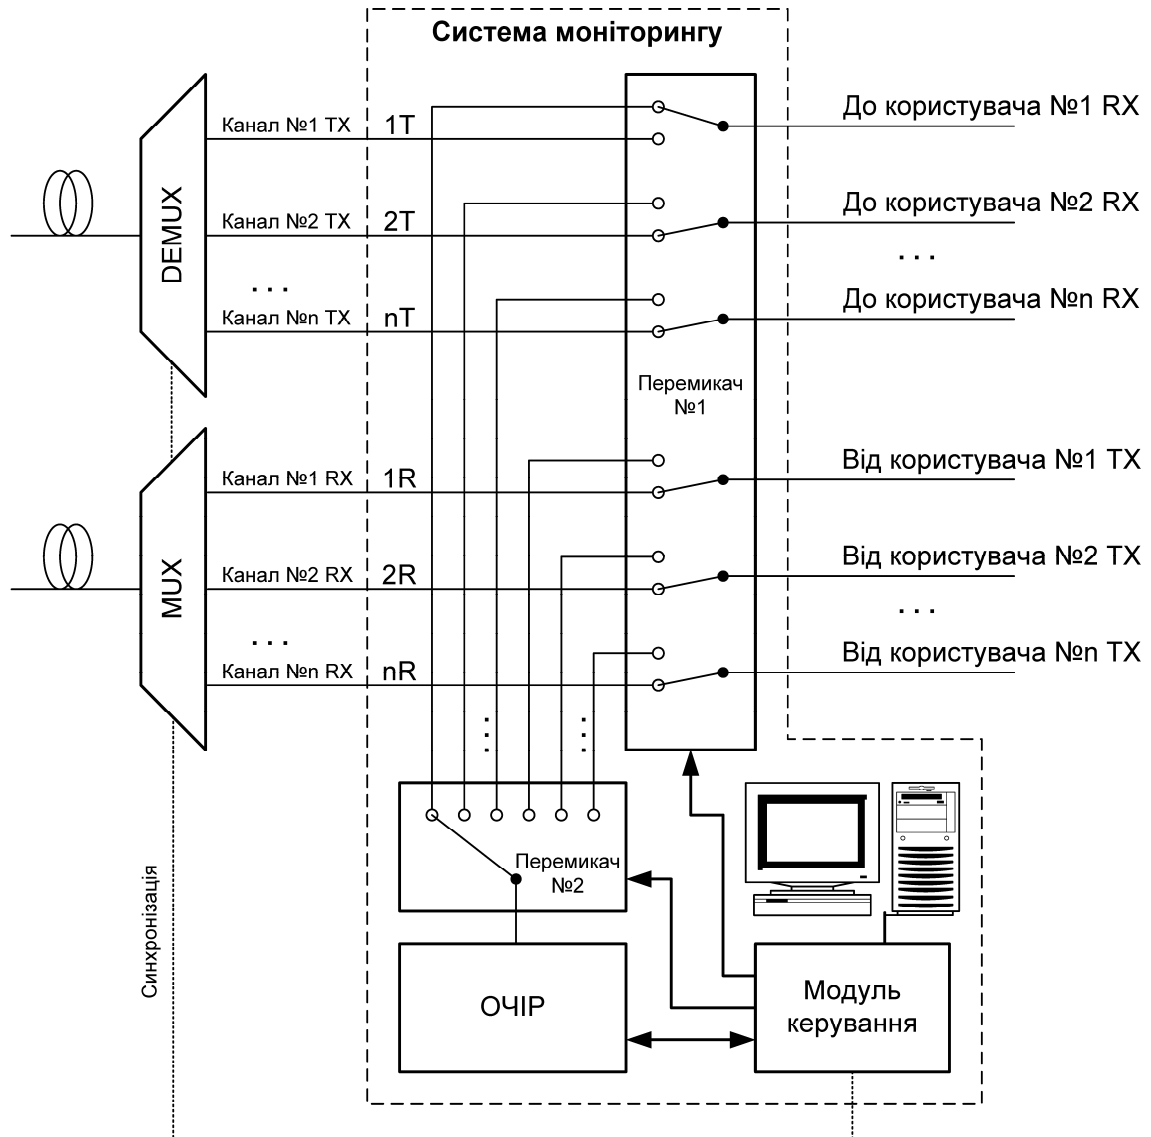 Система моніторингу
До користувача №1 RX
Канал №1 TX
1T
DEMUX
До користувача №2 RX
Канал №2 TX
2T
. . .
. . .
До користувача №n RX
Канал №n TX
nT
Перемикач
№1
Від користувача №1 TX
Канал №1 RX
1R
MUX
Від користувача №2 TX
Канал №2 RX
2R
. . .
. . .
Від користувача №n TX
Канал №n RX
nR
. . .
. . .
Перемикач
№2
Синхронізація
ОЧІР
Модуль
керування